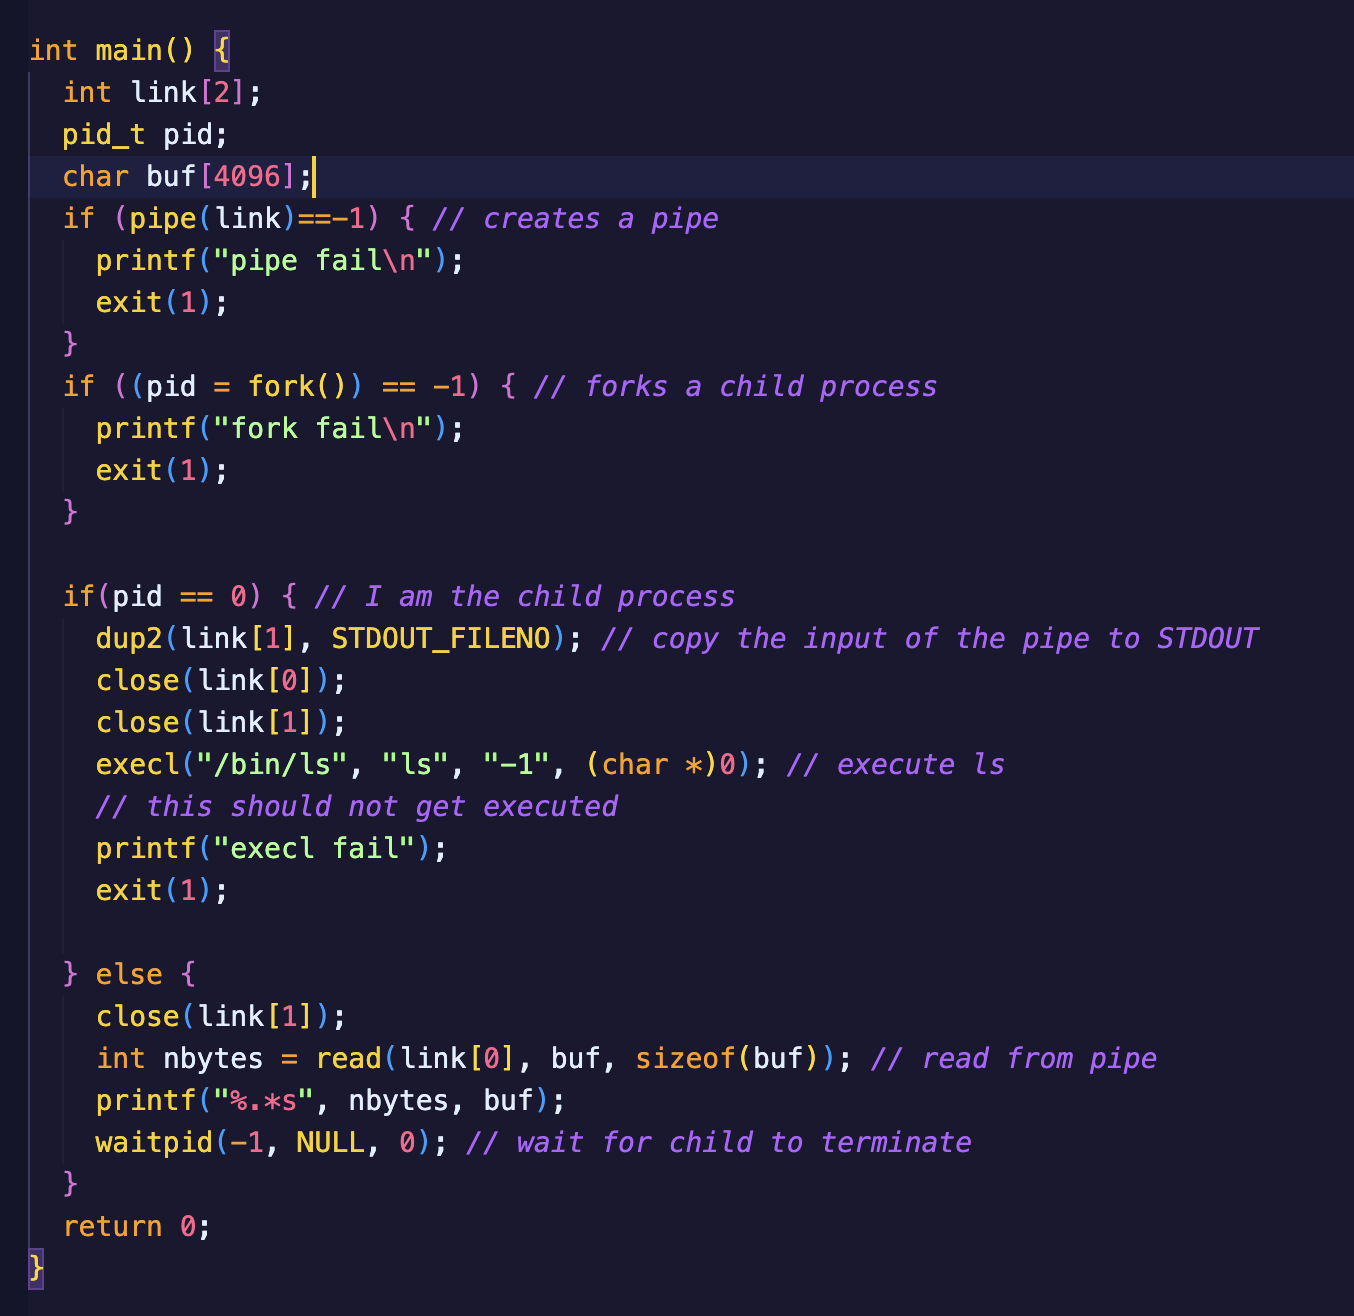 int main() {
  int link[2];
  pid_t pid;
  char buf[4096];
  if (pipe(link)==-1) { // creates a pipe
    printf("pipe fail\n");
    exit(1);
  }
  if ((pid = fork()) == -1) { // forks a child process
    printf("fork fail\n");
    exit(1);
  }

  if(pid == 0) { // I am the child process
    dup2(link[1], STDOUT_FILENO); // copy the input of the pipe to STDOUT
    close(link[0]);
    close(link[1]);
    execl("/bin/ls", "ls", "-1", (char *)0); // execute ls
    // this should not get executed
    printf("execl fail");
    exit(1);

  } else {
    close(link[1]);
    int nbytes = read(link[0], buf, sizeof(buf)); // read from pipe
    printf("%.*s", nbytes, buf);
    waitpid(-1, NULL, 0); // wait for child to terminate
  }
  return 0;
}